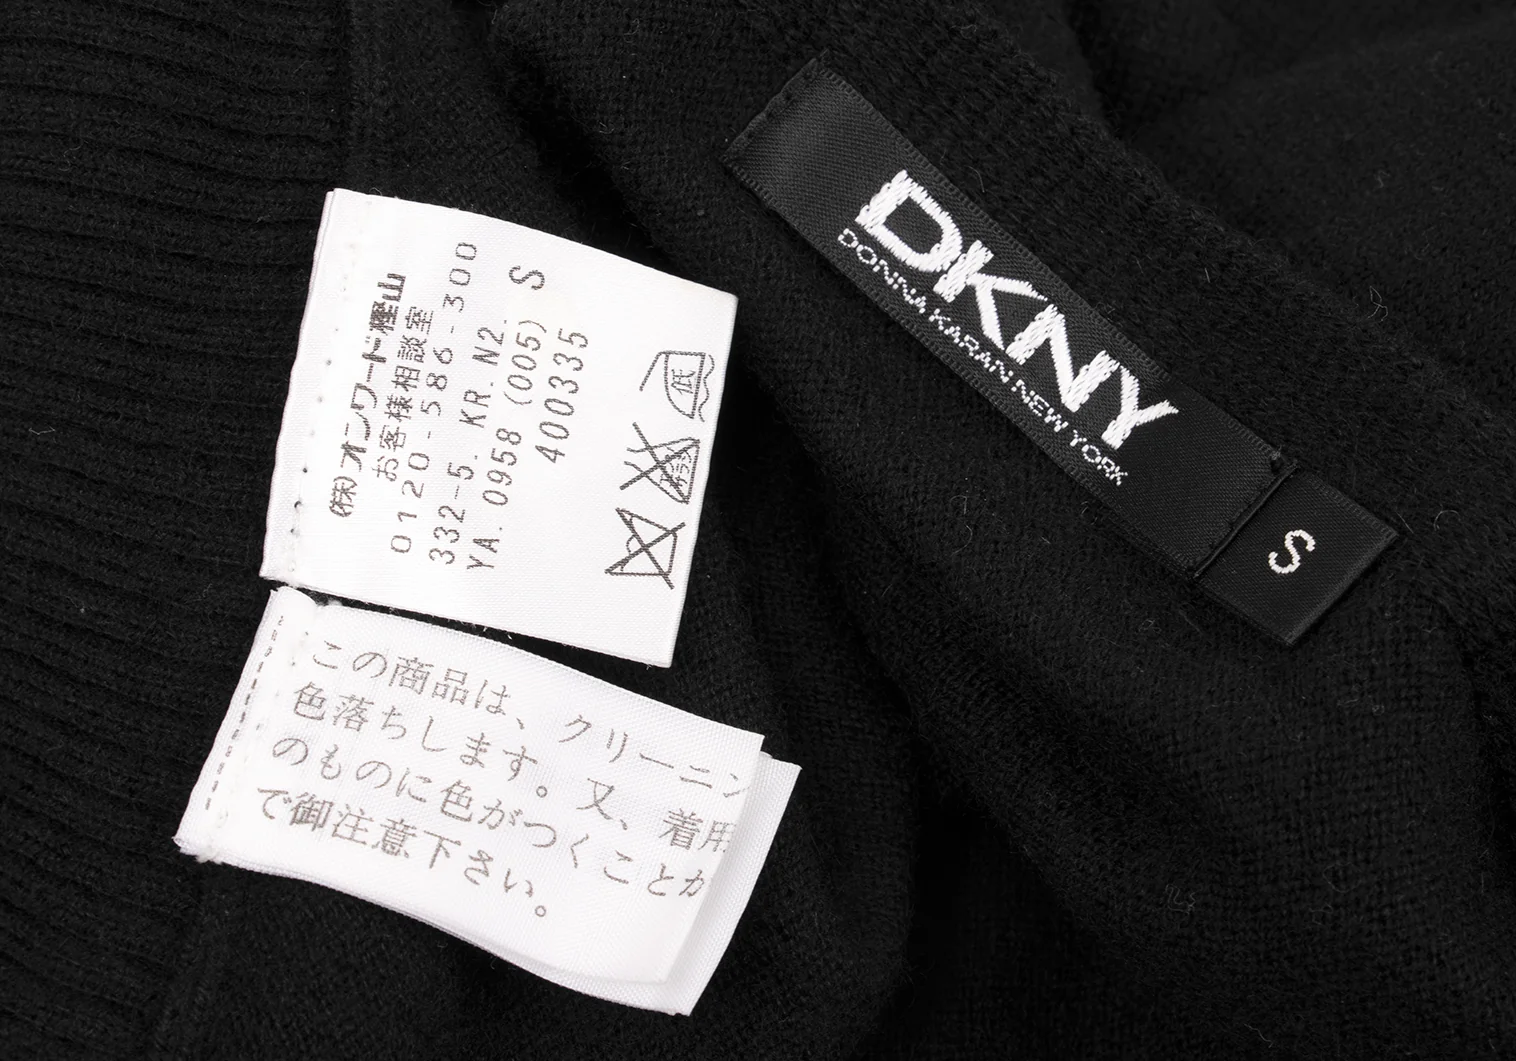 DKNY
DONNA KARAN NEW YORK
S
(株)オンワード樫山
お客様相談室
0120-586-300
332-5. KR. N2.
YA. 0958 (005) S
400335
低
この商品は、クリーニン
色落ちします。又、着用
のものに色がつくことが
で御注意下さい。